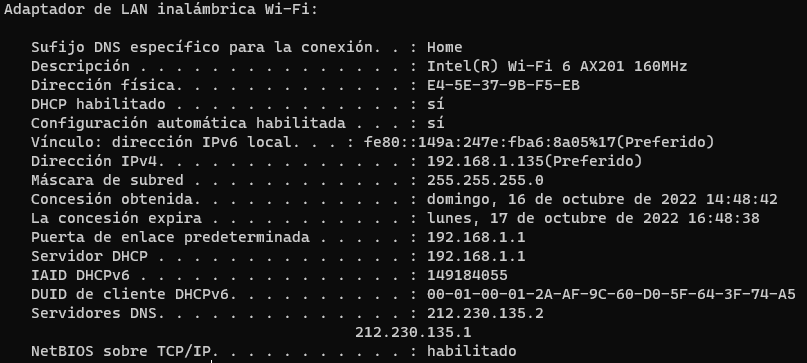 Adaptador de LAN inalámbrica Wi-Fi:
Sufijo DNS específico para la conexión. . : Home
Descripción . . . . . . . . . . . . . . . : Intel(R) Wi-Fi 6 AX201 160MHz
Dirección física. . . . . . . . . . . . . : E4-5E-37-9B-F5-EB
DHCP habilitado . . . . . . . . . . . . . : sí
Configuración automática habilitada . . . : sí
Vínculo: dirección IPv6 local. . . : fe80::149a:247e:fba6:8a05%17(Preferido)
Dirección IPv4. . . . . . . . . . . . . . : 192.168.1.135(Preferido)
Máscara de subred . . . . . . . . . . . . : 255.255.255.0
Concesión obtenida. . . . . . . . . . . . : domingo, 16 de octubre de 2022 14:48:42
La concesión expira . . . . . . . . . . . : lunes, 17 de octubre de 2022 16:48:38
Puerta de enlace predeterminada . . . . . : 192.168.1.1
Servidor DHCP . . . . . . . . . . . . . . : 192.168.1.1
IAID DHCPv6 . . . . . . . . . . . . . . . : 149184055
DUID de cliente DHCPv6. . . . . . . . . . : 00-01-00-01-2A-AF-9C-60-D0-5F-64-3F-74-A5
Servidores DNS. . . . . . . . . . . . . . : 212.230.135.2
212.230.135.1
NetBIOS sobre TCP/IP. . . . . . . . . . . : habilitado